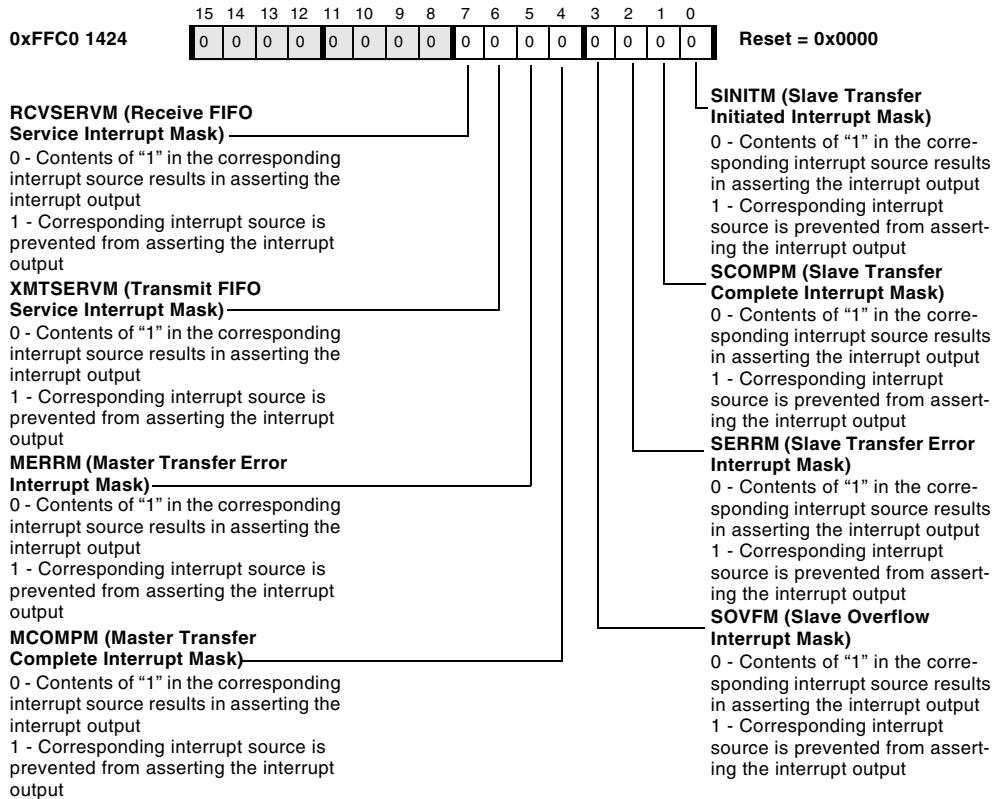 15 14 13 12 11 10 9 8 7 6 5 4 3 2 1 0
0xFFC0 1424
0 0 0 0 0 0 0 0 0 0 0 0 0 0 0 0
Reset = 0x0000
RCVSERVM (Receive FIFO
Service Interrupt Mask)
0 - Contents of “1” in the corresponding
interrupt source results in asserting the
interrupt output
1 - Corresponding interrupt source is
prevented from asserting the interrupt
output
XMTSERVM (Transmit FIFO
Service Interrupt Mask)
0 - Contents of “1” in the corresponding
interrupt source results in asserting the
interrupt output
1 - Corresponding interrupt source is
prevented from asserting the interrupt
output
MERRM (Master Transfer Error
Interrupt Mask)
0 - Contents of “1” in the corresponding
interrupt source results in asserting the
interrupt output
1 - Corresponding interrupt source is
prevented from asserting the interrupt
output
MCOMPM (Master Transfer
Complete Interrupt Mask)
0 - Contents of “1” in the corresponding
interrupt source results in asserting the
interrupt output
1 - Corresponding interrupt source is
prevented from asserting the interrupt
output
SINITM (Slave Transfer
Initiated Interrupt Mask)
0 - Contents of “1” in the corre-
sponding interrupt source results
in asserting the interrupt output
1 - Corresponding interrupt
source is prevented from assert-
ing the interrupt output
SCOMPM (Slave Transfer
Complete Interrupt Mask)
0 - Contents of “1” in the corre-
sponding interrupt source results
in asserting the interrupt output
1 - Corresponding interrupt
source is prevented from assert-
ing the interrupt output
SERRM (Slave Transfer Error
Interrupt Mask)
0 - Contents of “1” in the corre-
sponding interrupt source results
in asserting the interrupt output
1 - Corresponding interrupt
source is prevented from assert-
ing the interrupt output
SOVFM (Slave Overflow
Interrupt Mask)
0 - Contents of “1” in the corre-
sponding interrupt source results
in asserting the interrupt output
1 - Corresponding interrupt
source is prevented from assert-
ing the interrupt output